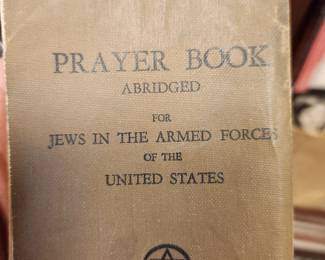 PRAYER BOOK
ABRIDGED
FOR
JEWS IN THE ARMED FORCES
OF THE
UNITED STATES